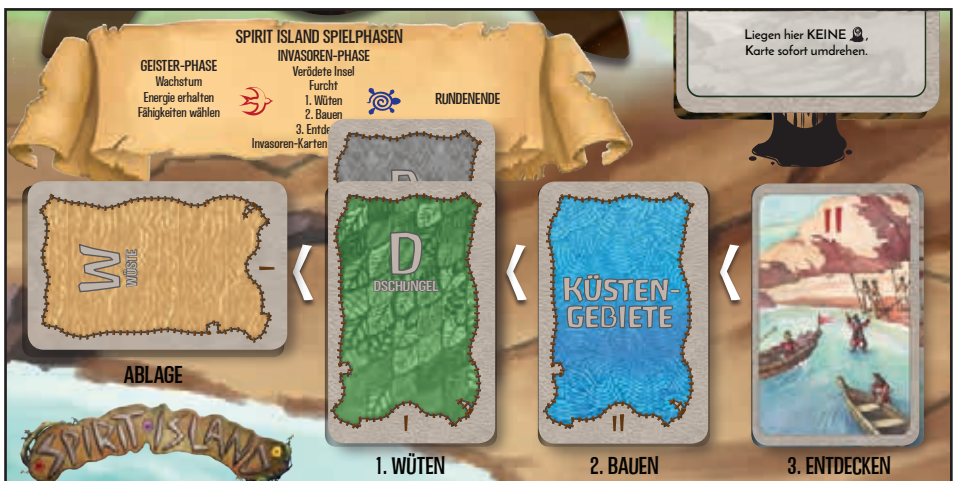 SPIRIT ISLAND SPIELPHASEN
GEISTER-PHASE
Wachstum
Energie erhalten
Fähigkeiten wählen
INVASOREN-PHASE
Verödete Insel
Furcht
1. Wüten
2. Bauen
3. Entde
Invasoren-Karten
RUNDENENDE
Liegen hier KEINE ,
Karte sofort umdrehen.
W
WÜSTE
I
ABLAGE
D
D
DSCHUNGEL
I
1. WÜTEN
KÜSTEN-
GEBIETE
II
2. BAUEN
II
3. ENTDECKEN
SPIRIT ISLAND